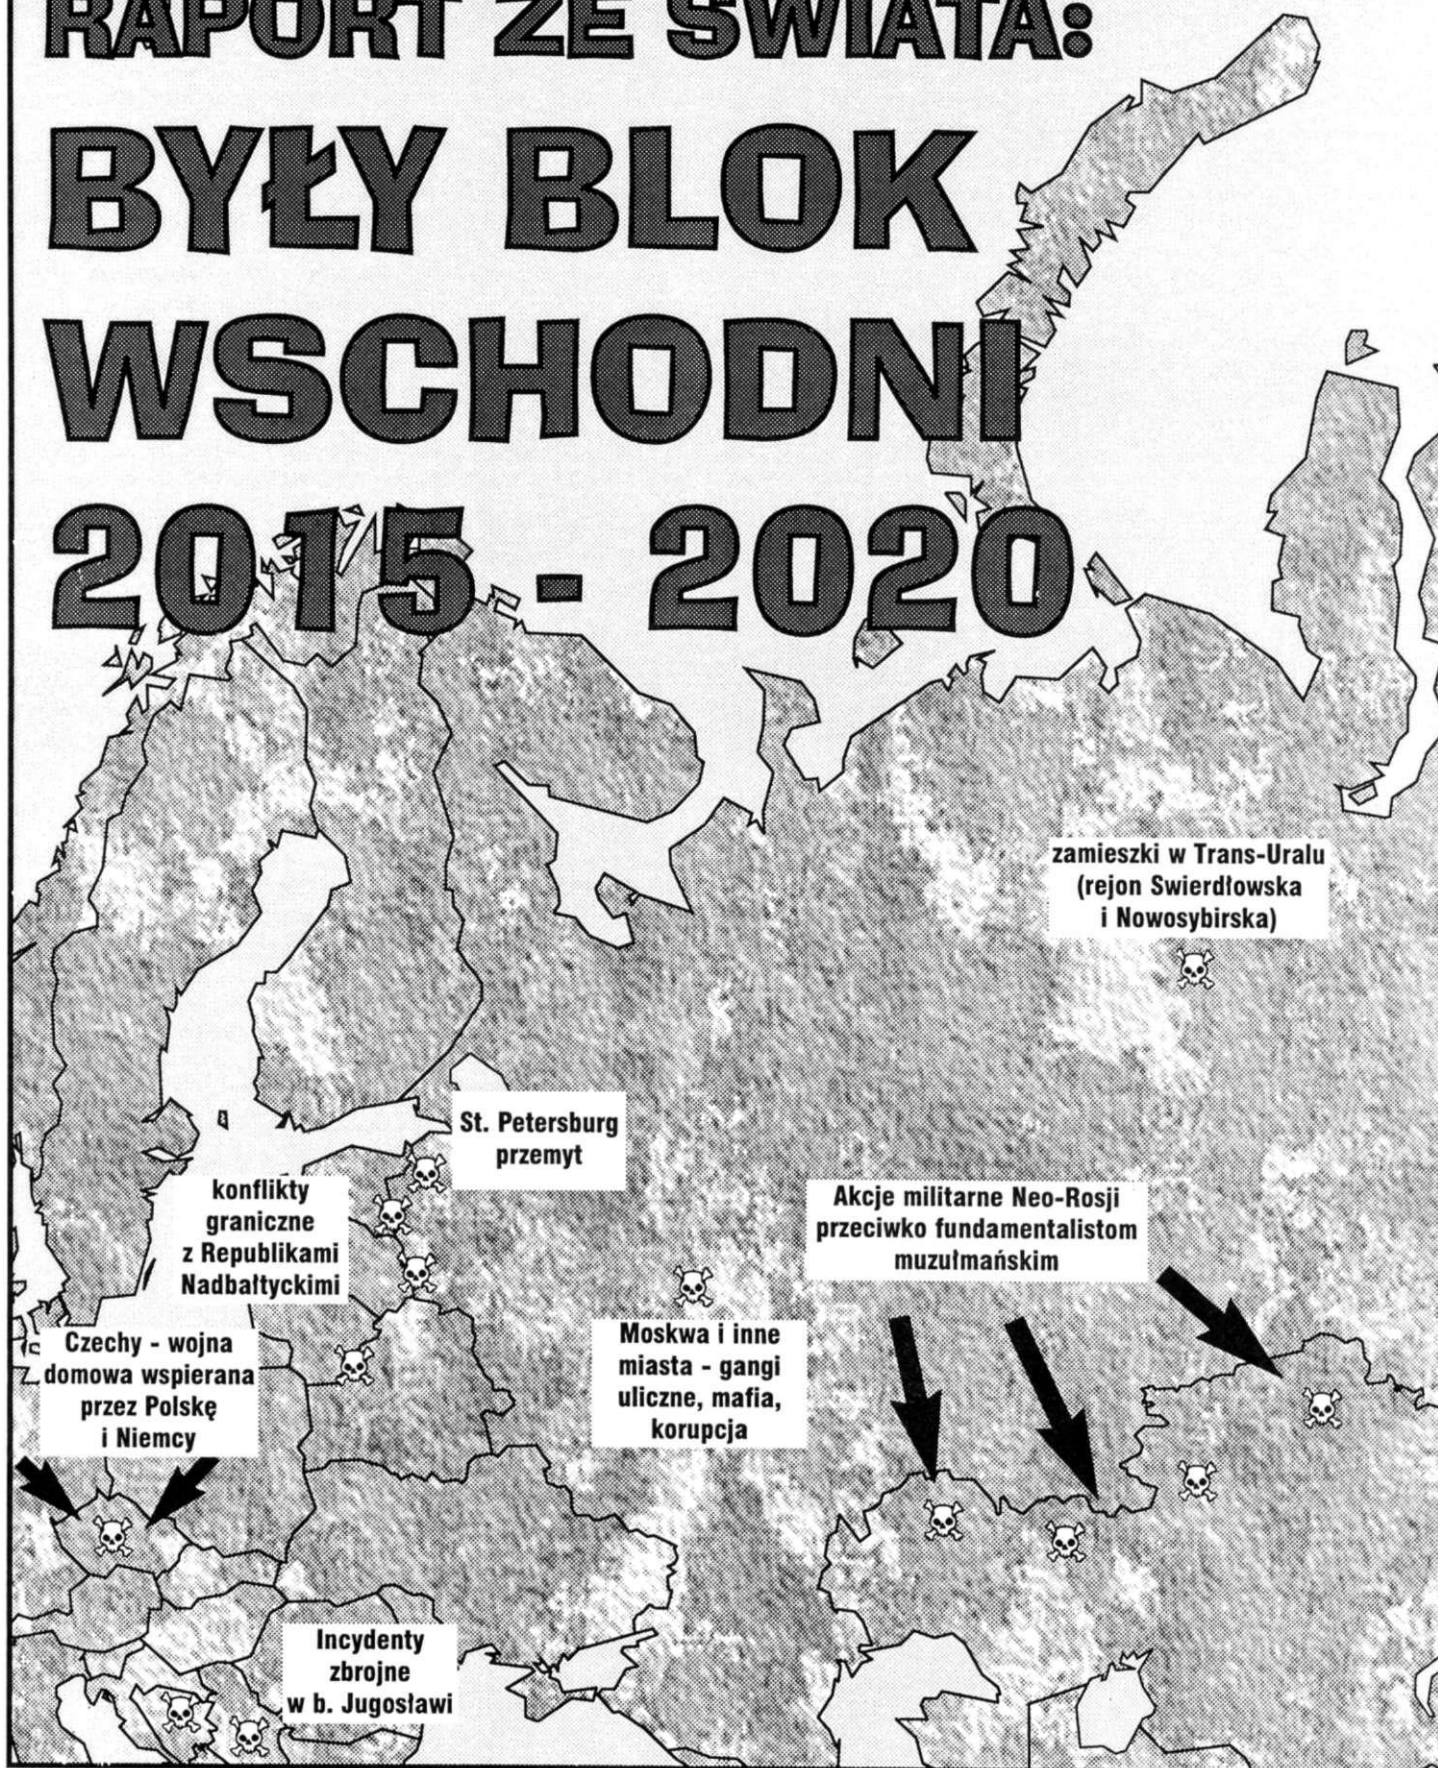 RAPORT ZE ŚWIATA:
BYŁY BLOK
WSCHODNI
2015 - 2020
zamieszki w Trans-Uralu
(rejon Swierdłowska
i Nowosybirska)
St. Petersburg
przemyt
konflikty
graniczne
z Republikami
Nadbałtyckimi
Akcje militarne Neo-Rosji
przeciwko fundamentalistom
muzułmańskim
Czechy - wojna
domowa wspierana
przez Polskę
i Niemcy
Moskwa i inne
miasta - gangi
uliczne, mafia,
korupcja
Incydenty
zbrojne
w b. Jugosławi